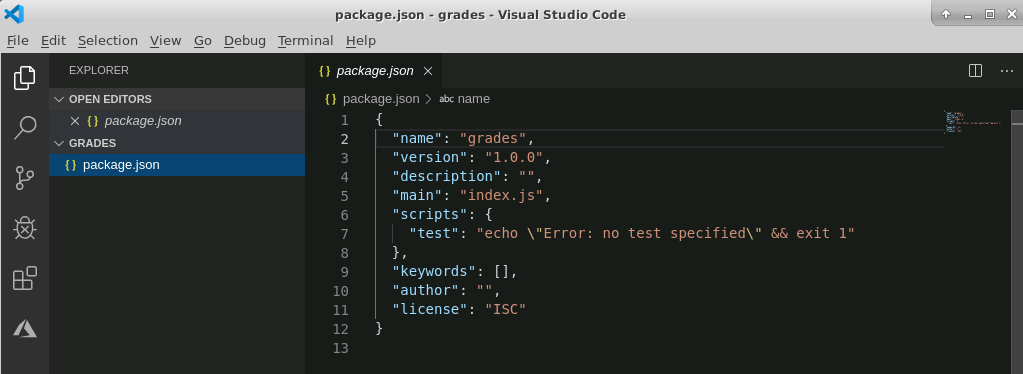 package.json - grades - Visual Studio Code
File Edit Selection View Go Debug Terminal Help
EXPLORER
OPEN EDITORS
{} package.json
GRADES
{} package.json
{} package.json
{} package.json > abc name
1 {
2 "name": "grades",
3 "version": "1.0.0",
4 "description": "",
5 "main": "index.js",
6 "scripts": {
7 "test": "echo \"Error: no test specified\" && exit 1"
8 },
9 "keywords": [],
10 "author": "",
11 "license": "ISC"
12 }
13